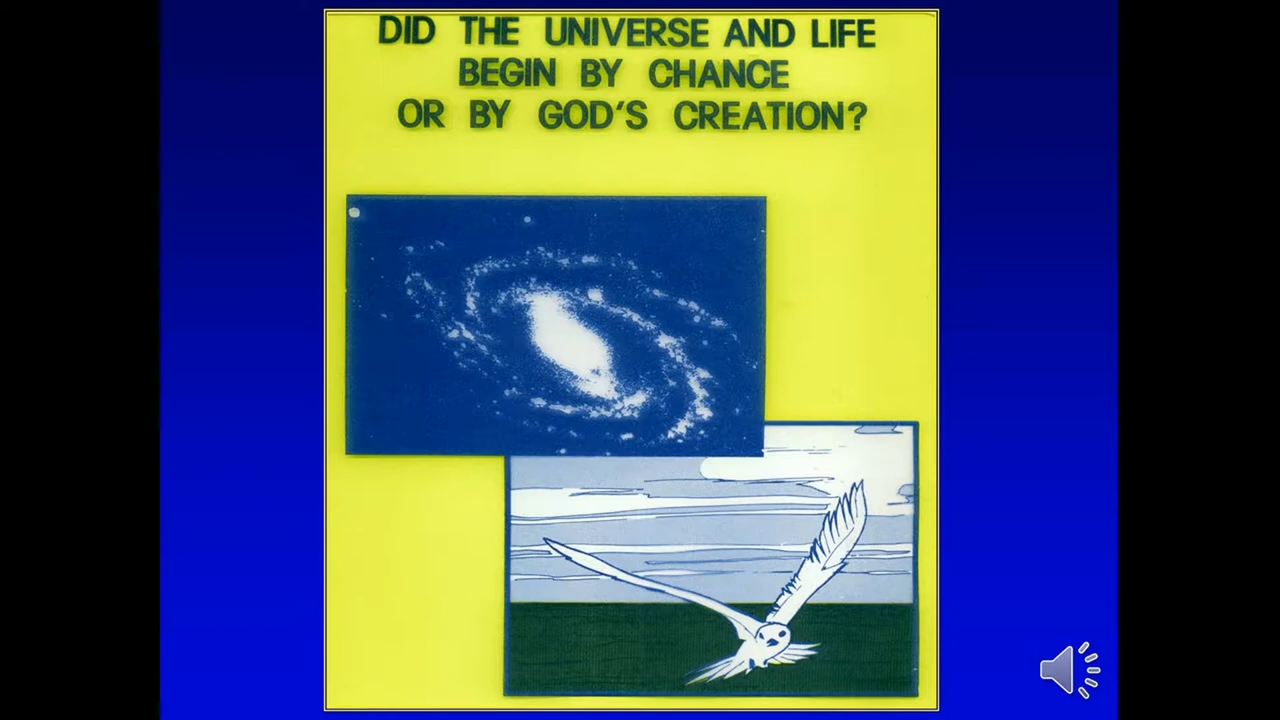 DID THE UNIVERSE AND LIFE
BEGIN BY CHANCE
OR BY GOD'S CREATION?